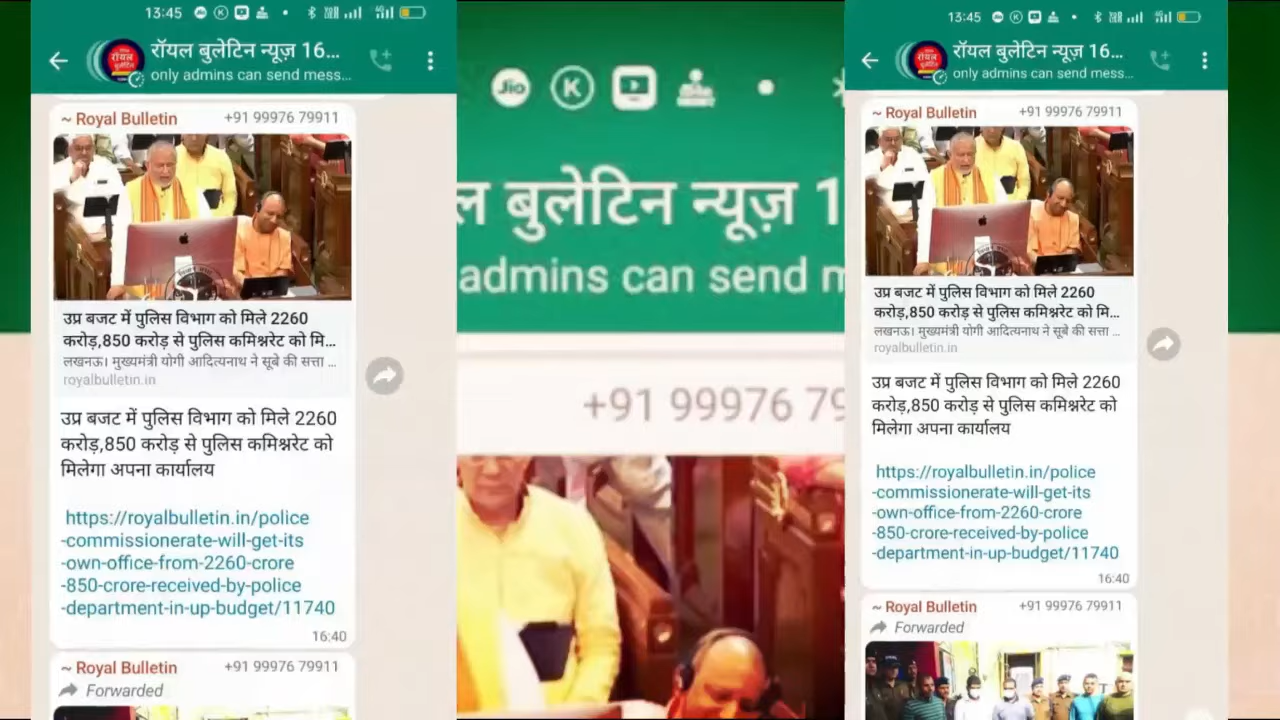 13:45
रॉयल बुलेटिन न्यूज़ 16...
only admins can send mess...
~ Royal Bulletin +91 99976 79911
उप्र बजट में पुलिस विभाग को मिले 2260
करोड़,850 करोड़ से पुलिस कमिश्नरेट को मि...
लखनऊ। मुख्यमंत्री योगी आदित्यनाथ ने सूबे की सत्ता ...
royalbulletin.in
उप्र बजट में पुलिस विभाग को मिले 2260
करोड़,850 करोड़ से पुलिस कमिश्नरेट को
मिलेगा अपना कार्यालय
https://royalbulletin.in/police
-commissionerate-will-get-its
-own-office-from-2260-crore
-850-crore-received-by-police
-department-in-up-budget/11740
16:40
~ Royal Bulletin +91 99976 79911
Forwarded
Jio K
ल बुलेटिन न्यूज़ 1
admins can send m
+91 99976 79
13:45
रॉयल बुलेटिन न्यूज़ 16...
only admins can send mess...
~ Royal Bulletin +91 99976 79911
उप्र बजट में पुलिस विभाग को मिले 2260
करोड़,850 करोड़ से पुलिस कमिश्नरेट को मि...
लखनऊ। मुख्यमंत्री योगी आदित्यनाथ ने सूबे की सत्ता ...
royalbulletin.in
उप्र बजट में पुलिस विभाग को मिले 2260
करोड़,850 करोड़ से पुलिस कमिश्नरेट को
मिलेगा अपना कार्यालय
https://royalbulletin.in/police
-commissionerate-will-get-its
-own-office-from-2260-crore
-850-crore-received-by-police
-department-in-up-budget/11740
16:40
~ Royal Bulletin +91 99976 79911
Forwarded